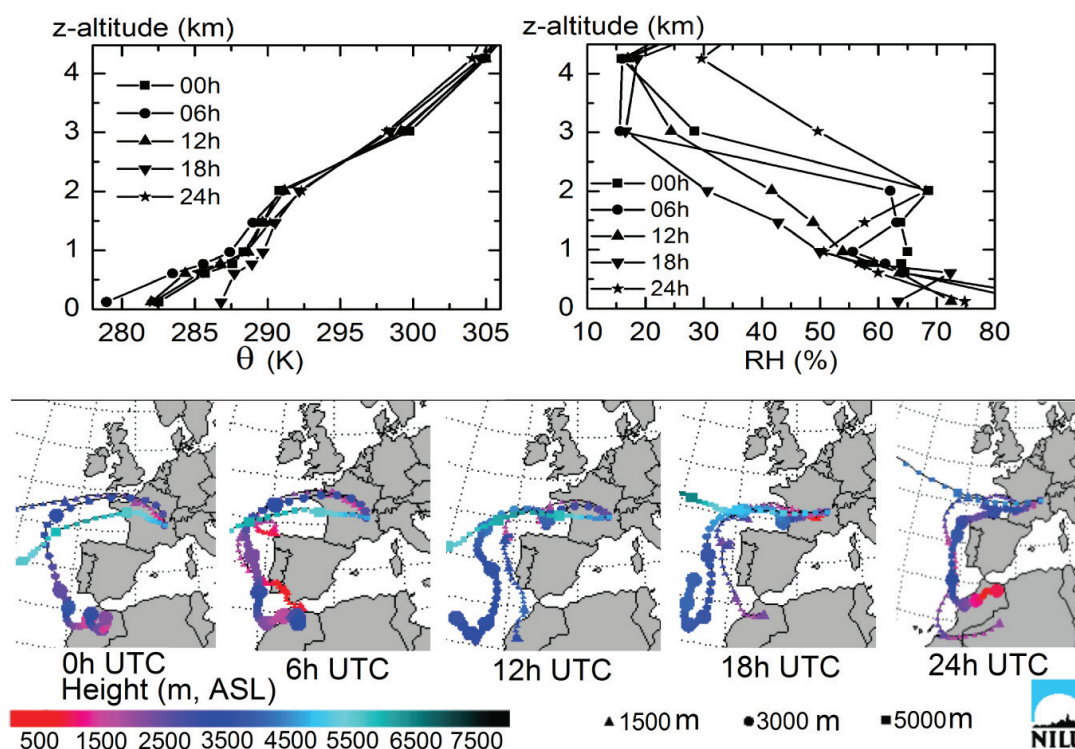 z-altitude (km)
4
3
2
1
0
00h
06h
12h
18h
24h
280 285 290 295 300 305
θ (K)
z-altitude (km)
4
3
2
1
0
00h
06h
12h
18h
24h
10 20 30 40 50 60 70 80
RH (%)
0h UTC 6h UTC 12h UTC 18h UTC 24h UTC
Height (m, ASL)
500 1500 2500 3500 4500 5500 6500 7500
1500 m 3000 m 5000 m
NILU